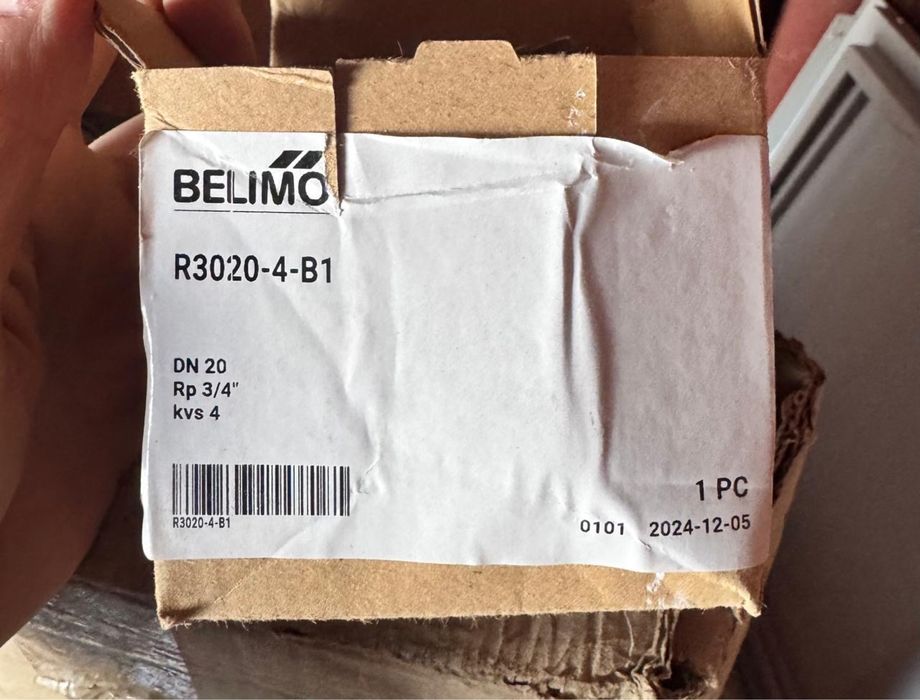 BELIMO
R3020-4-B1
DN 20
Rp 3/4"
kvs 4
R3020-4-B1
1 PC
0101 2024-12-05